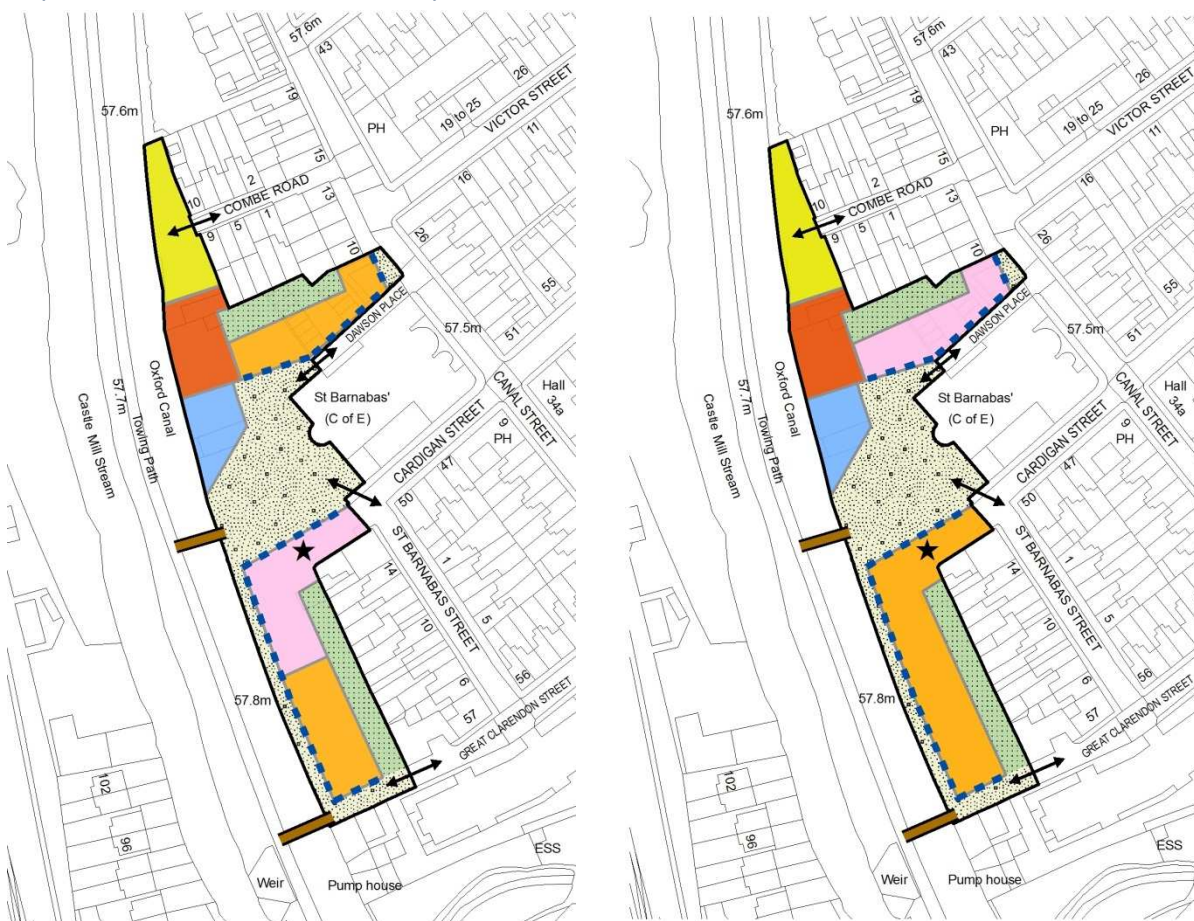 57.6m
43
26
VICTOR STREET
19 to 25
11
19
PH
57.6m
15
16
2
10
COMBE ROAD
13
1
5
9
10
26
55
DAWSON PLACE
57.5m
51
CANAL STREET
Hall
34a
St Barnabas'
(C of E)
9
PH
CARDIGAN STREET
47
50
Oxford Canal
57.7m
Towing Path
Castle Mill Stream
ST BARNABAS STREET
1
14
5
10
6
56
57
GREAT CLARENDON STREET
57.8m
102
96
Weir
Pump house
ESS
57.6m
43
26
VICTOR STREET
19 to 25
11
19
PH
57.6m
15
16
2
10
COMBE ROAD
13
1
5
9
10
26
55
DAWSON PLACE
57.5m
51
CANAL STREET
Hall
34a
St Barnabas'
(C of E)
9
PH
CARDIGAN STREET
47
50
Oxford Canal
57.7m
Towing Path
Castle Mill Stream
ST BARNABAS STREET
1
14
5
10
6
56
57
GREAT CLARENDON STREET
57.8m
102
96
Weir
Pump house
ESS